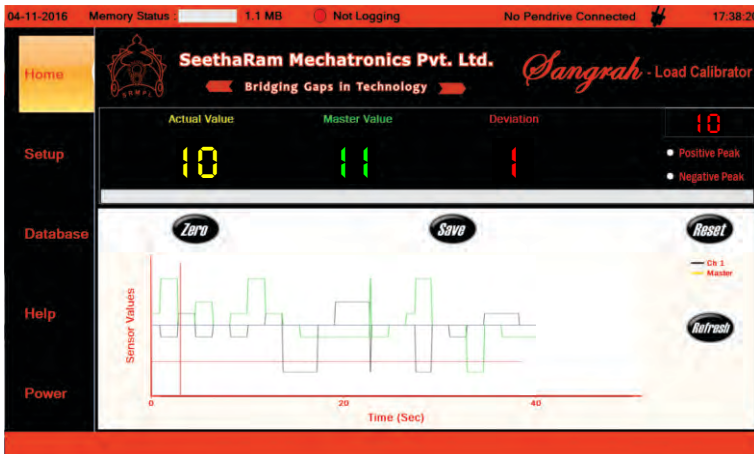 04-11-2016 Memory Status : 1.1 MB Not Logging No Pendrive Connected 17:38:26
SeethaRam Mechatronics Pvt. Ltd.
Bridging Gaps in Technology
SRMPL
Sangrah - Load Calibrator
Home
Setup
Database
Help
Power
Actual Value Master Value Deviation
10 11 1
10
Positive Peak
Negative Peak
Zero Save Reset
Ch 1
Master
Refresh
Sensor Values
0 20 40
Time (Sec)